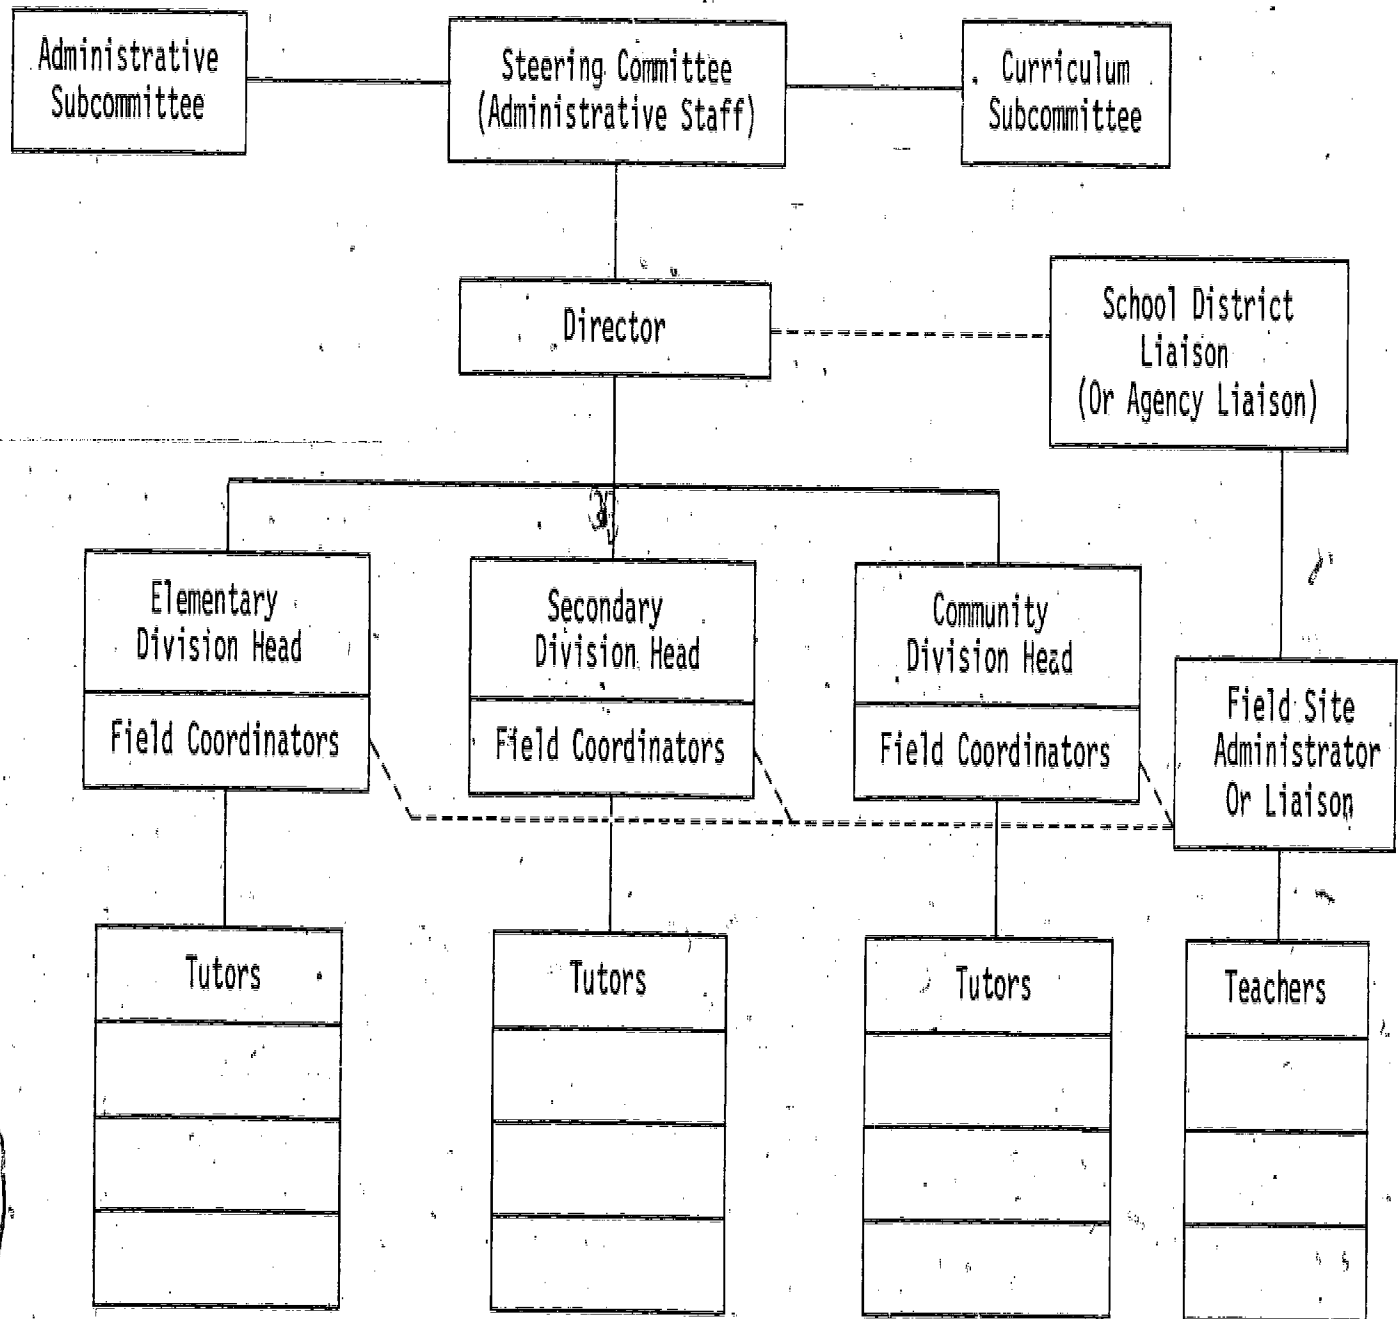 Administrative
Subcommittee
Steering Committee
(Administrative Staff)
Curriculum
Subcommittee
Director
School District
Liaison
(Or Agency Liaison)
Elementary
Division Head
Field Coordinators
Secondary
Division Head
Field Coordinators
Community
Division Head
Field Coordinators
Field Site
Administrator
Or Liaison
Tutors
Tutors
Tutors
Teachers